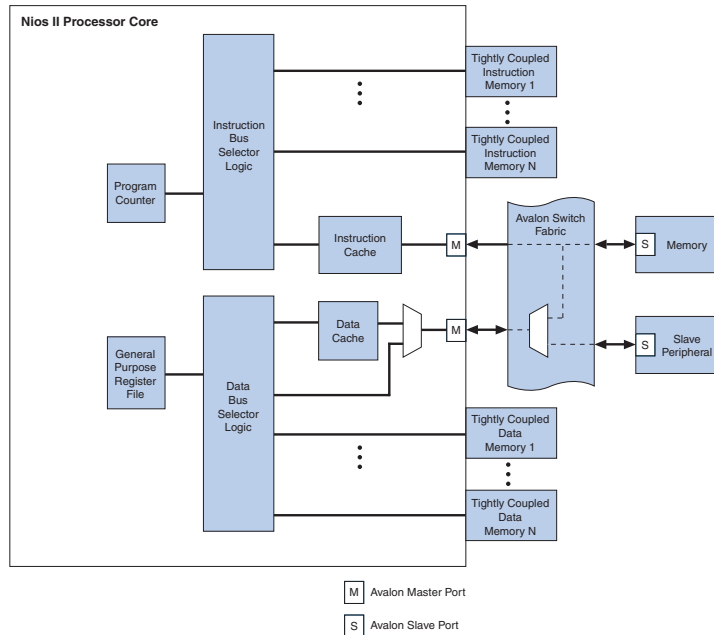 Nios II Processor Core
Tightly Coupled
Instruction
Memory 1
Instruction
Bus
Selector
Logic
Tightly Coupled
Instruction
Memory N
Program
Counter
Avalon Switch
Fabric
Instruction
Cache
M
S
Memory
Data
Cache
M
S
Slave
Peripheral
General
Purpose
Register
File
Data
Bus
Selector
Logic
Tightly Coupled
Data
Memory 1
Tightly Coupled
Data
Memory N
M
Avalon Master Port
S
Avalon Slave Port